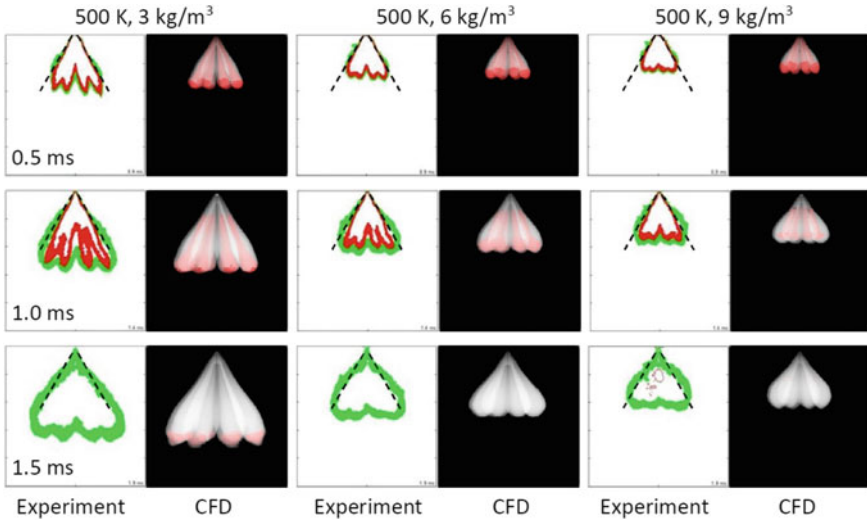 500 K, 3 kg/m³ 500 K, 6 kg/m³ 500 K, 9 kg/m³
0.5 ms
1.0 ms
1.5 ms
Experiment CFD Experiment CFD Experiment CFD